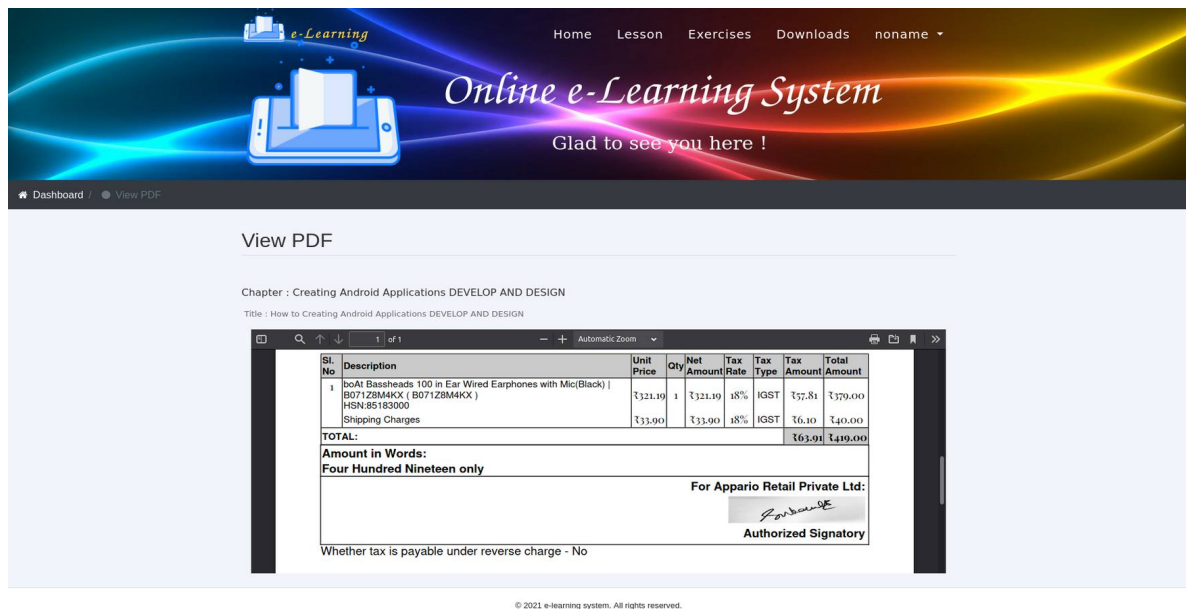 e-Learning
Home Lesson Exercises Downloads noname
Online e-Learning System
Glad to see you here !
Dashboard / View PDF
View PDF
Chapter : Creating Android Applications DEVELOP AND DESIGN
Title : How to Creating Android Applications DEVELOP AND DESIGN
1 of 1 Automatic Zoom
Sl. No Description Unit Price Qty Net Amount Tax Rate Tax Type Tax Amount Total Amount
1 boAt Bassheads 100 in Ear Wired Earphones with Mic(Black) |
B071Z8M4KX ( B071Z8M4KX ) ₹321.19 1 ₹321.19 18% IGST ₹57.81 ₹379.00
HSN:85183000
Shipping Charges ₹33.90 ₹33.90 18% IGST ₹6.10 ₹40.00
TOTAL: ₹63.91 ₹419.00
Amount in Words:
Four Hundred Nineteen only
For Appario Retail Private Ltd:
Authorized Signatory
Whether tax is payable under reverse charge - No
© 2021 e-learning system. All rights reserved.